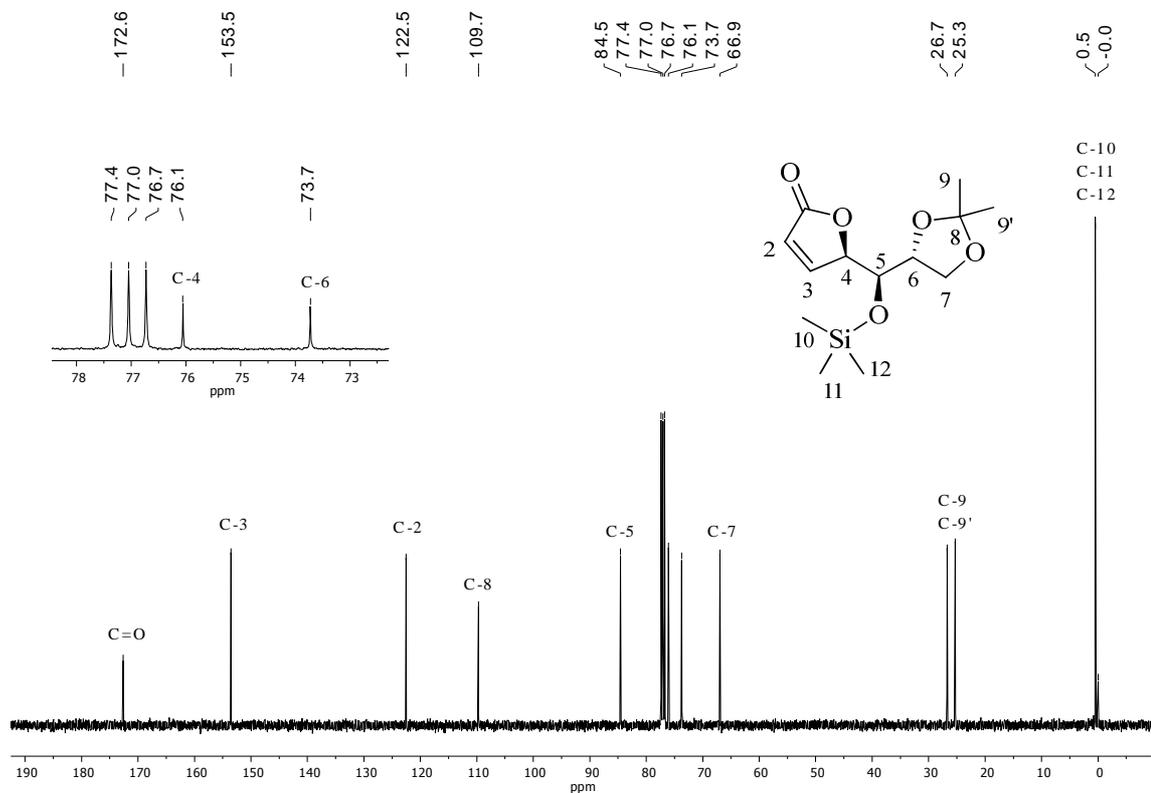 172.6
153.5
122.5
109.7
84.5
77.4
77.0
76.7
76.1
73.7
66.9
26.7
25.3
0.5
-0.0
77.4
77.0
76.7
76.1
73.7
C-4
C-6
78 77 76 75 74 73
ppm
O
O
2
3
4
5
6
7
8
9
9'
O
O
O
Si
10
11
12
C-10
C-11
C-12
C=O
C-3
C-2
C-8
C-5
C-7
C-9
C-9'
190 180 170 160 150 140 130 120 110 100 90 80 70 60 50 40 30 20 10 0
ppm